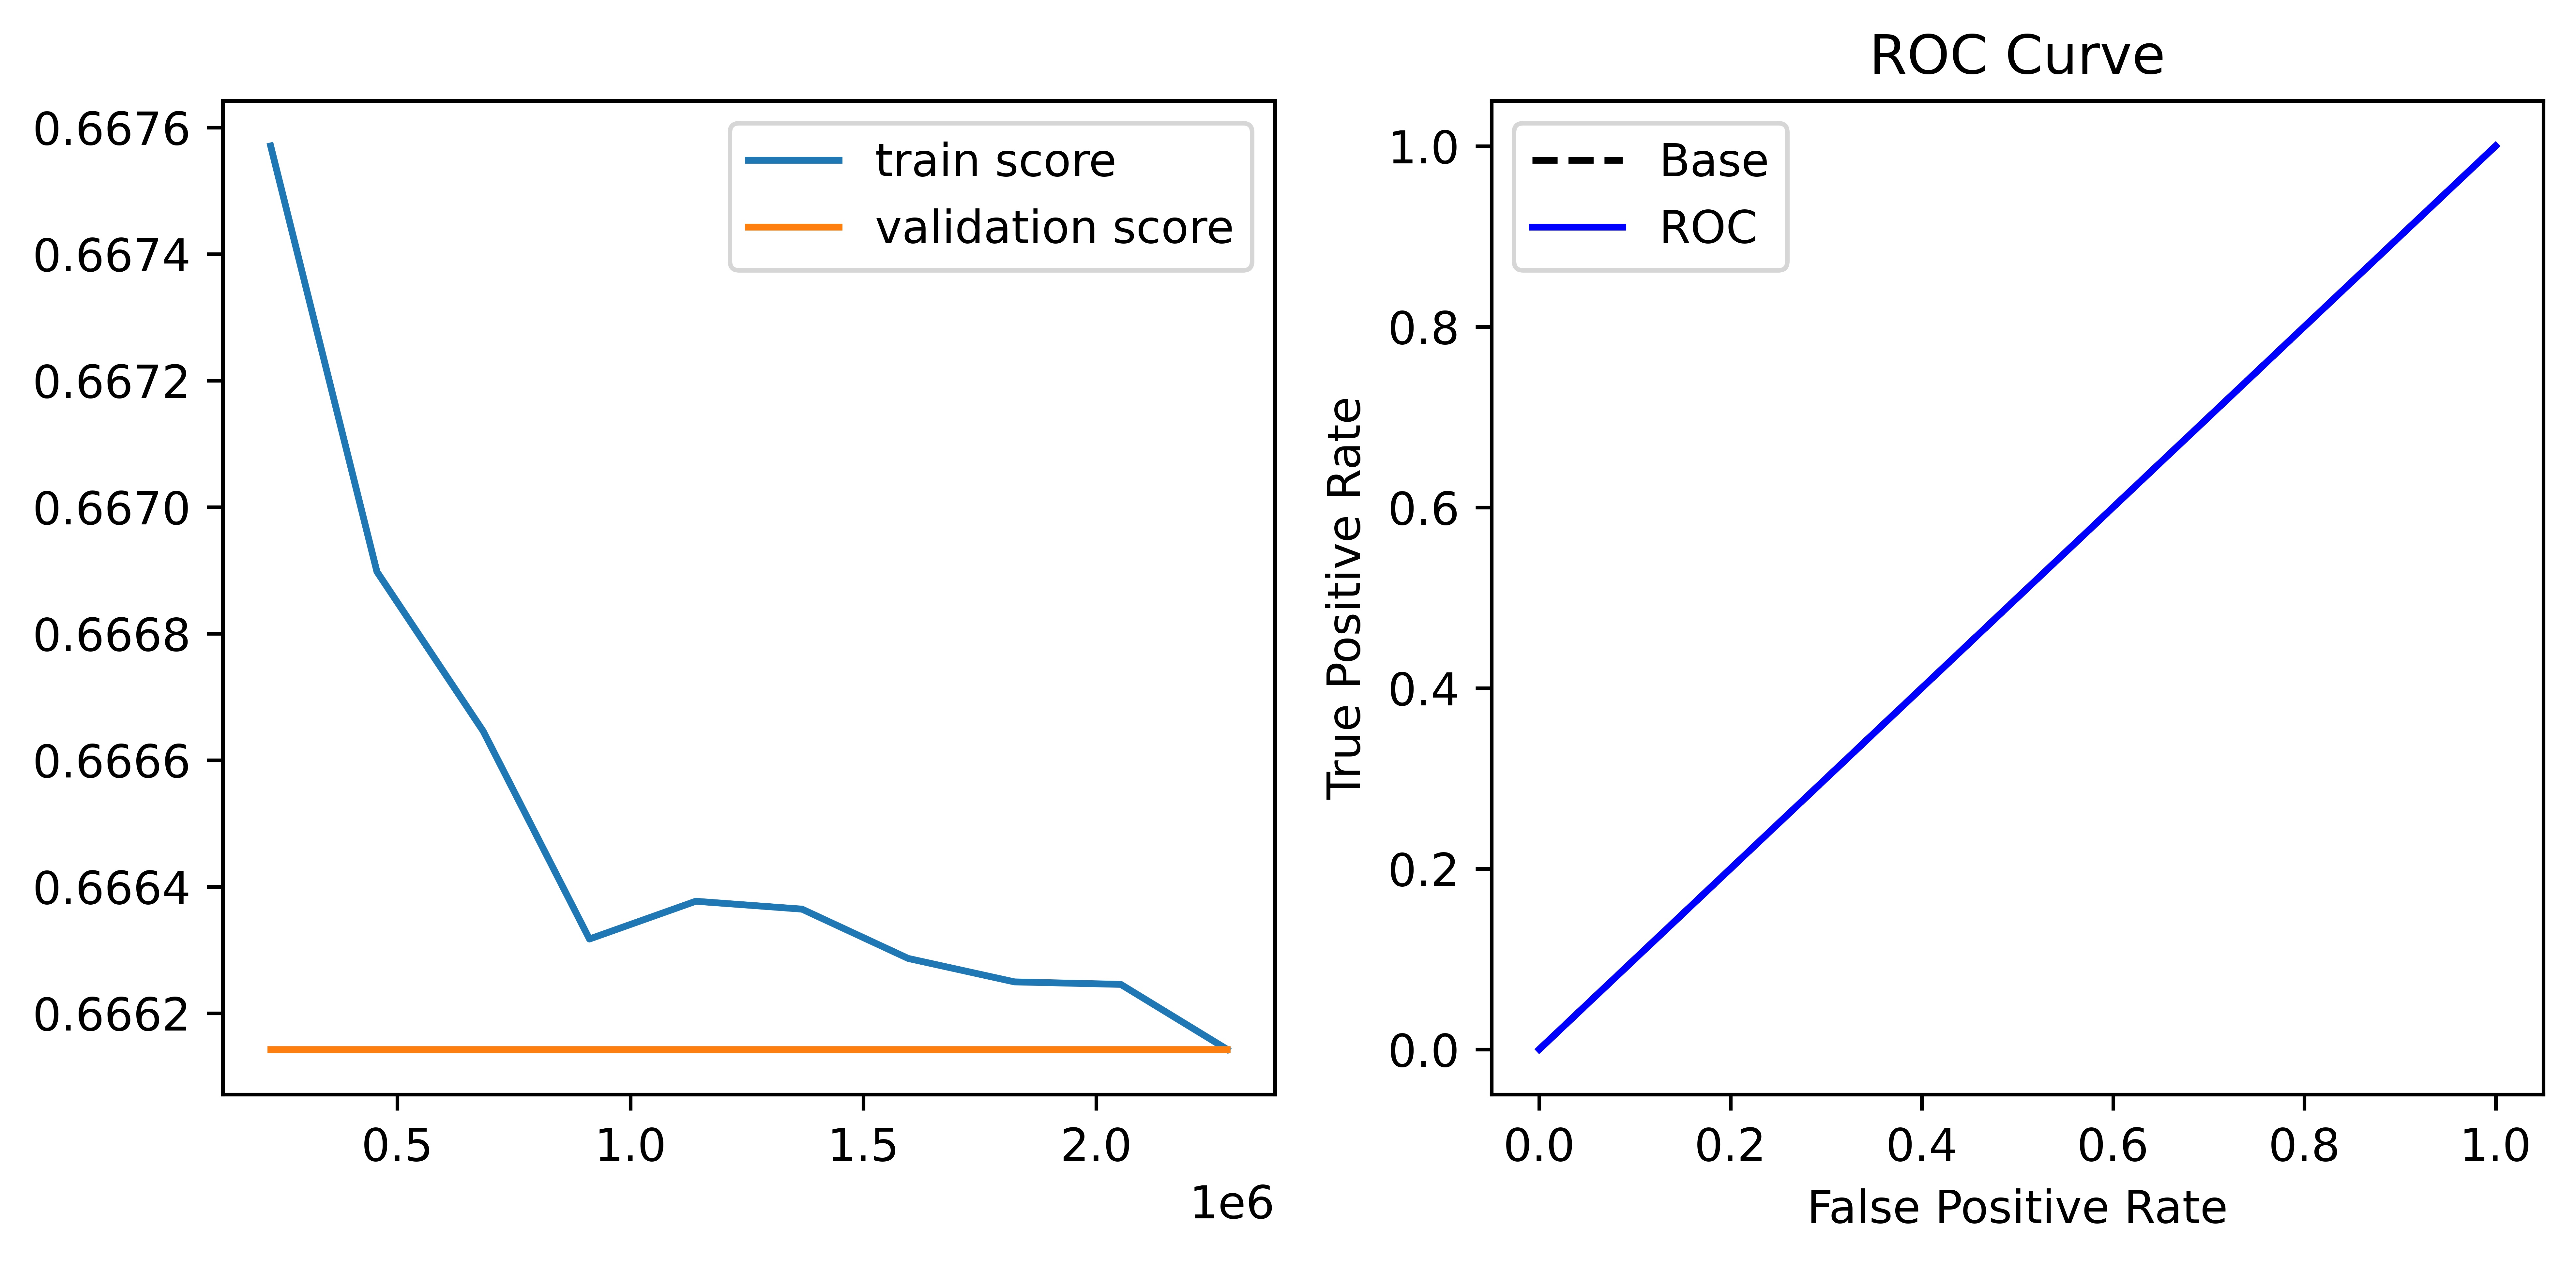 0.6676
0.6674
0.6672
0.6670
0.6668
0.6666
0.6664
0.6662
train score
validation score
0.5 1.0 1.5 2.0
1e6
ROC Curve
Base
ROC
True Positive Rate
1.0
0.8
0.6
0.4
0.2
0.0
0.0 0.2 0.4 0.6 0.8 1.0
False Positive Rate